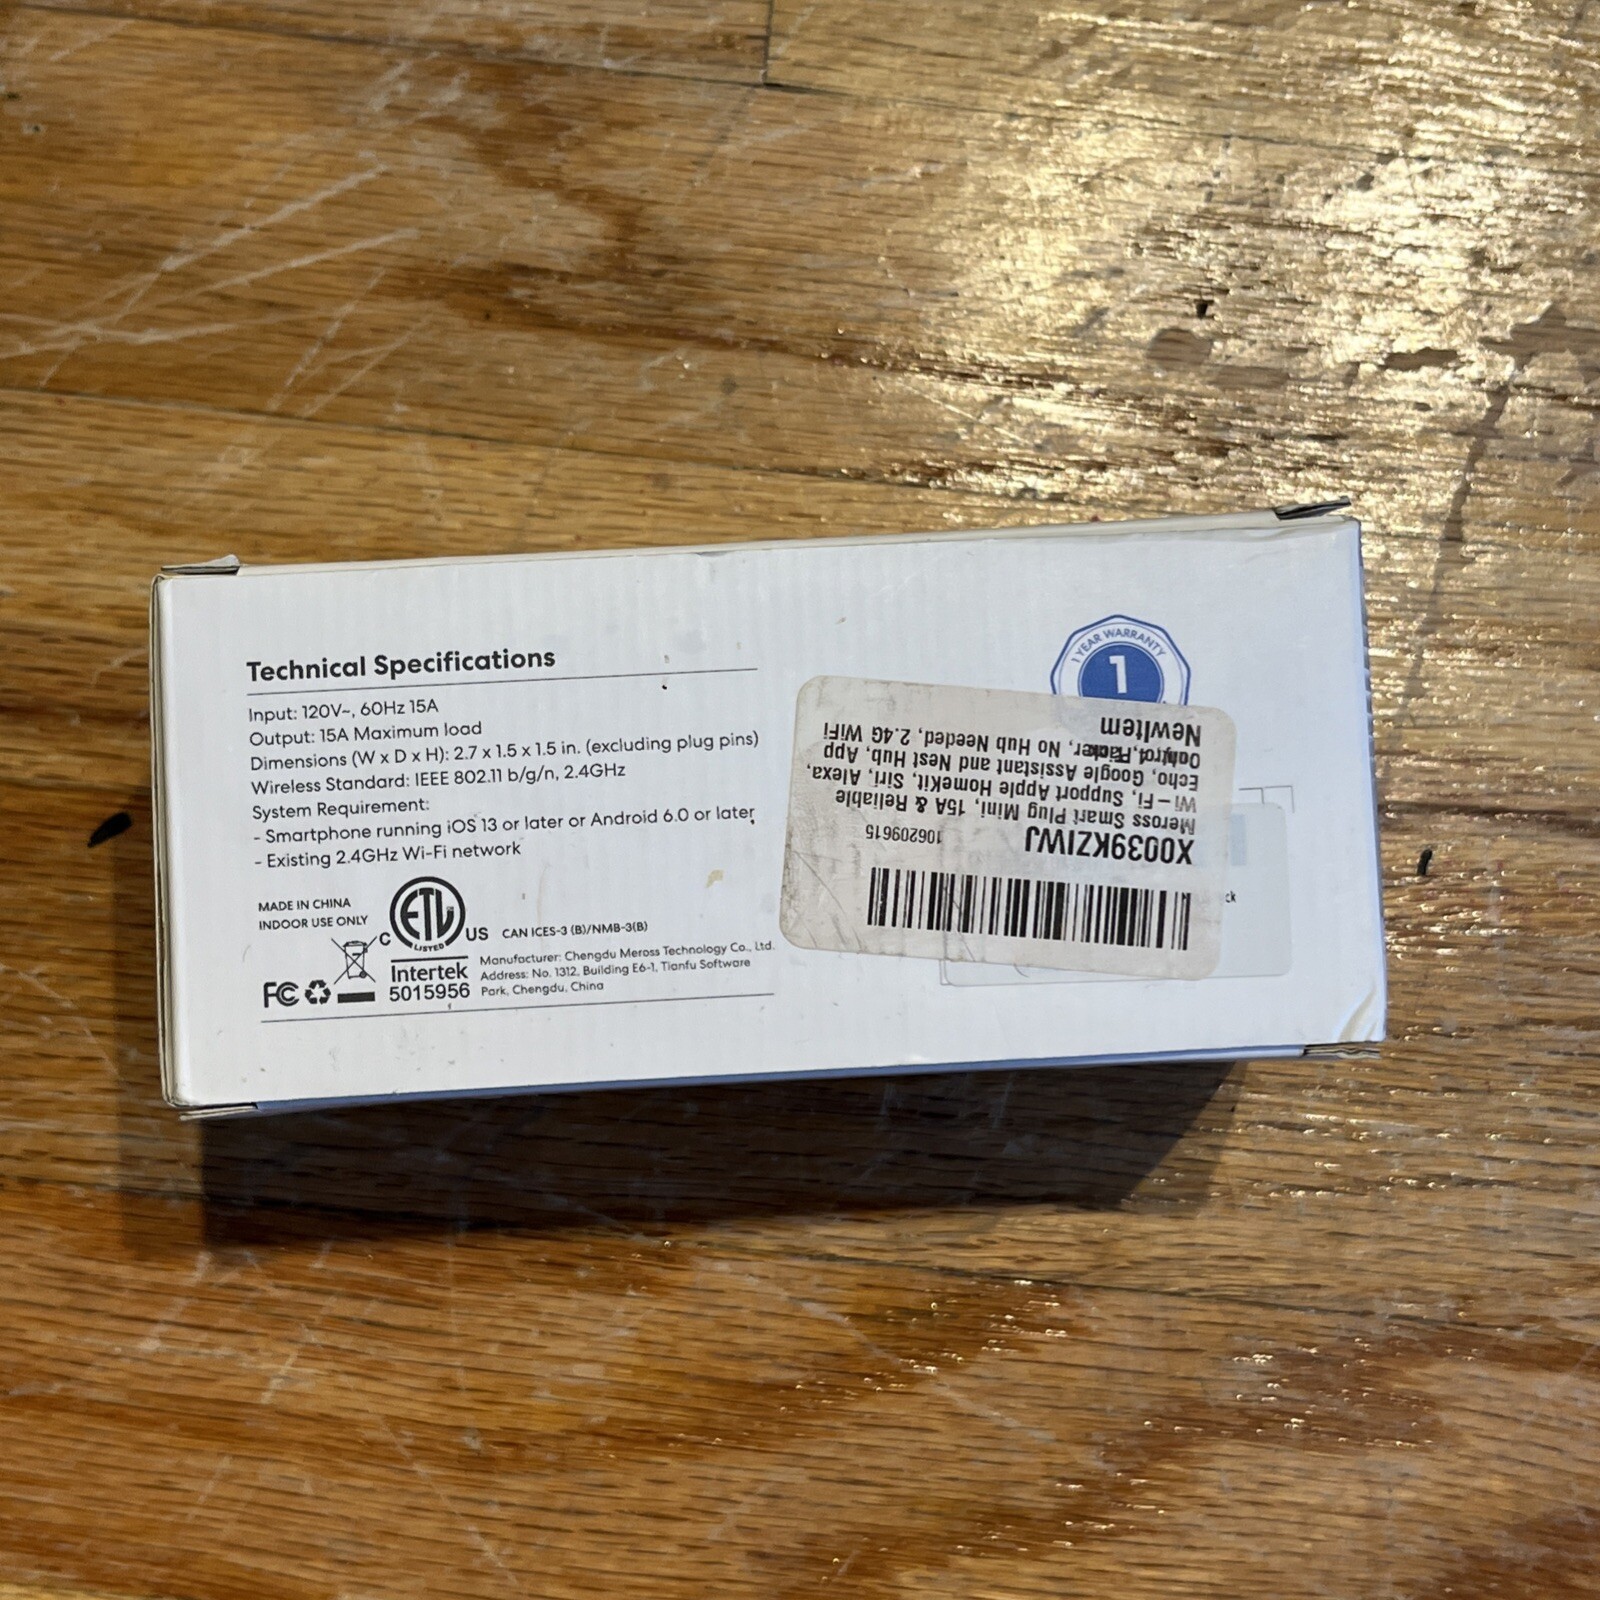 Technical Specifications
Input: 120V~, 60Hz 15A
Output: 15A Maximum load
Dimensions (W x D x H): 2.7 x 1.5 x 1.5 in. (excluding plug pins)
Wireless Standard: IEEE 802.11 b/g/n, 2.4GHz
System Requirement:
- Smartphone running iOS 13 or later or Android 6.0 or later
- Existing 2.4GHz Wi-Fi network
MADE IN CHINA
INDOOR USE ONLY
FC
C ETL US
LISTED
Intertek
5015956
CAN ICES-3 (B)/NMB-3(B)
Manufacturer: Chengdu Meross Technology Co., Ltd.
Address: No. 1312, Building E6-1, Tianfu Software
Park, Chengdu, China
1 YEAR WARRANTY
1
X0039KZIWJ
106209615
Meross Smart Plug Mini, 15A & Reliable
Wi-Fi, Support Apple HomeKit, Siri, Alexa,
Echo, Google Assistant and Nest Hub, App
Control, No Hub Needed, 2.4G WiFi
NewItem
ck